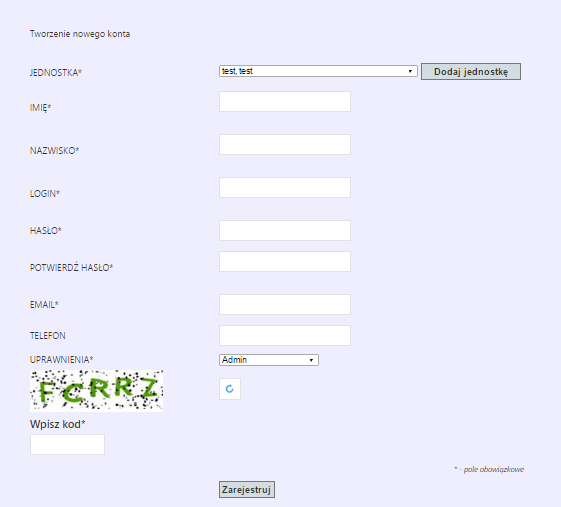 Tworzenie nowego konta
JEDNOSTKA* test, test Dodaj jednostkę
IMIĘ*
NAZWISKO*
LOGIN*
HASŁO*
POTWIERDŹ HASŁO*
EMAIL*
TELEFON
UPRAWNIENIA* Admin
FCRRZ
Wpisz kod*
* - pole obowiązkowe
Zarejestruj